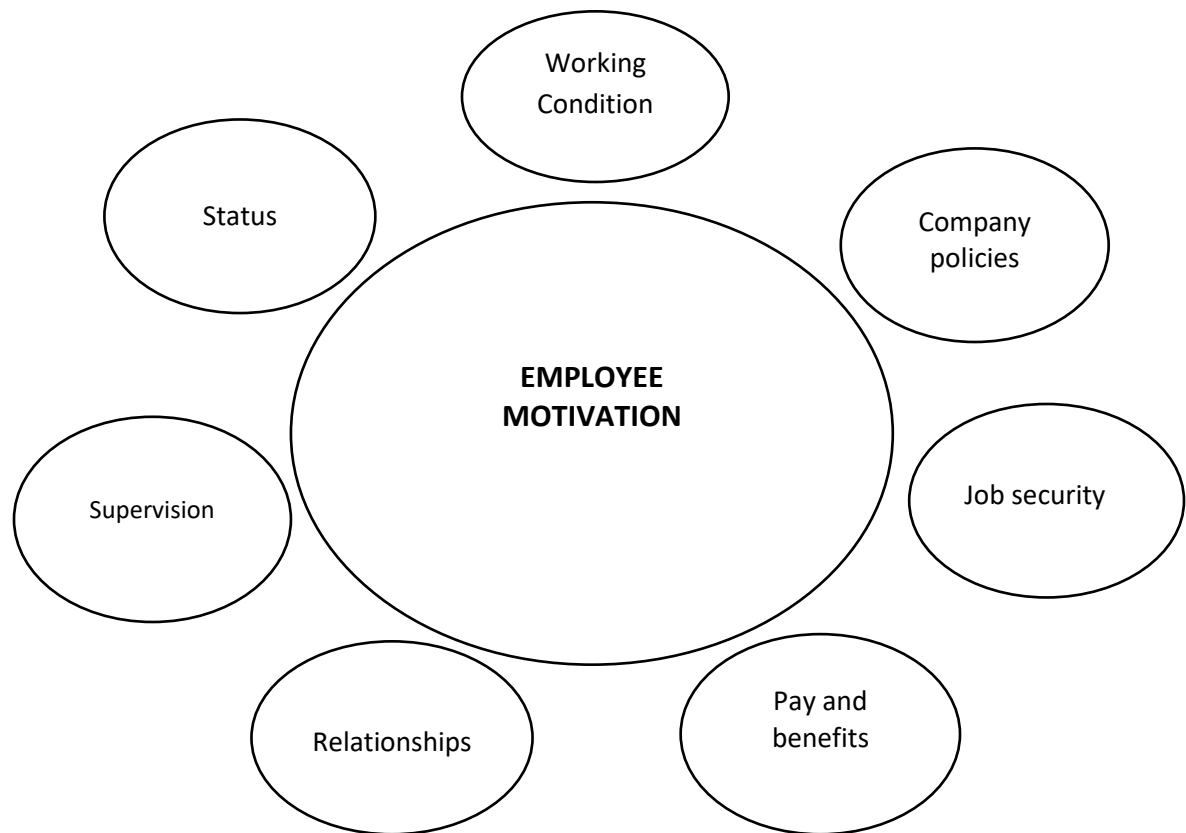 Working
Condition
Status
Company
policies
EMPLOYEE
MOTIVATION
Supervision
Job security
Relationships
Pay and
benefits